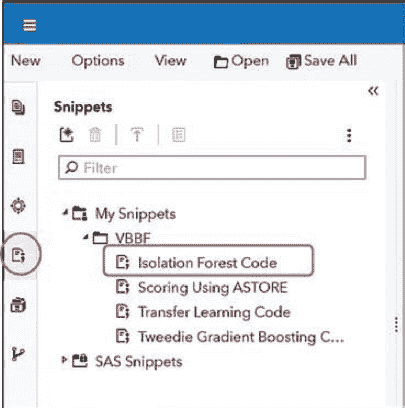 New Options View Open Save All
Snippets
Filter
My Snippets
VBBF
Isolation Forest Code
Scoring Using ASTORE
Transfer Learning Code
Tweedie Gradient Boosting C...
SAS Snippets